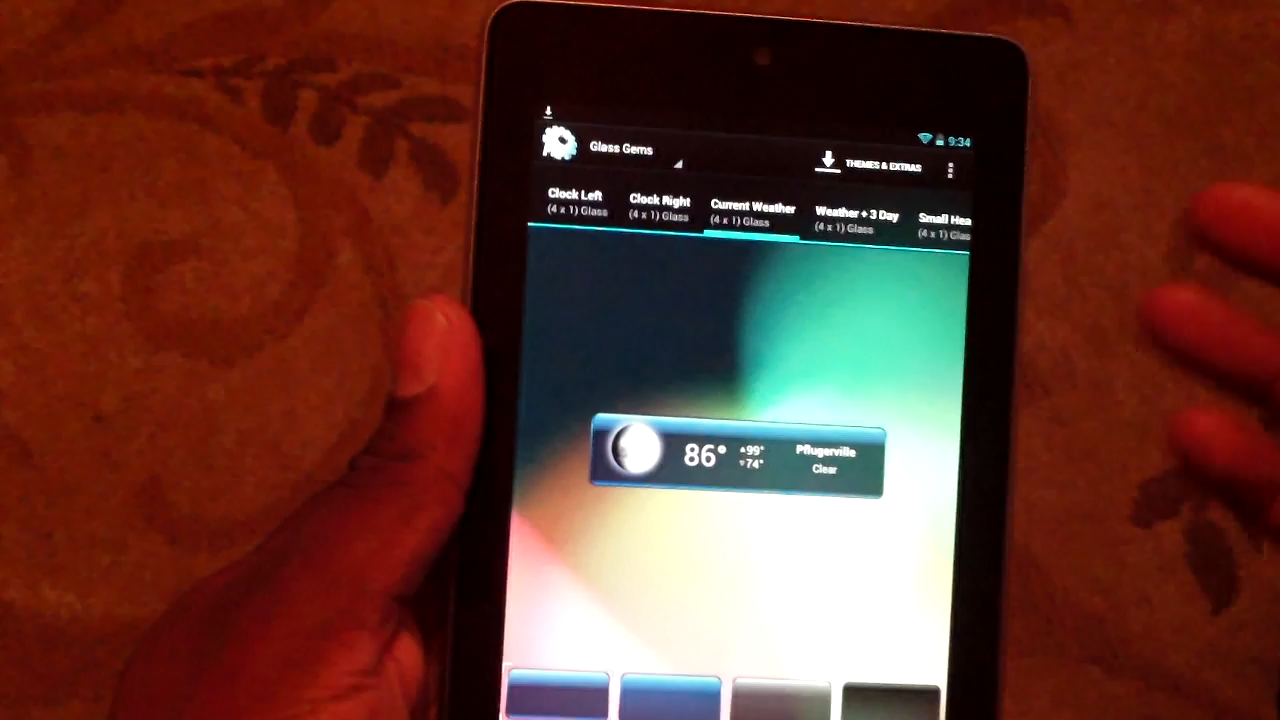 9:34
Glass Gems
THEMES & EXTRAS
Clock Left
(4 x 1) Glass
Clock Right
(4 x 1) Glass
Current Weather
(4 x 1) Glass
Weather + 3 Day
(4 x 1) Glass
Small Hea
(4 x 1) Glas
86°
▲99°
▼74°
Pflugerville
Clear